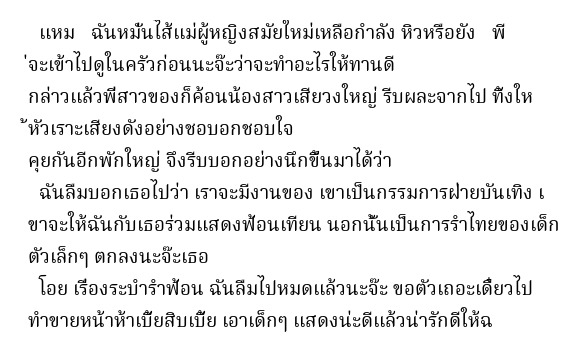 แหม   ฉันหมั่นไส้แม่ผู้หญิงสมัยใหม่เหลือกำลัง หิวหรือยัง   พี
่จะเข้าไปดูในครัวก่อนนะจ๊ะว่าจะทำอะไรให้ทานดี
กล่าวแล้วพี่สาวของก็ค้อนน้องสาวเสียวงใหญ่ รีบผละจากไป ทิ้งให
้หัวเราะเสียงดังอย่างชอบอกชอบใจ
คุยกันอีกพักใหญ่ จึงรีบบอกอย่างนึกขึ้นมาได้ว่า
ฉันลืมบอกเธอไปว่า เราจะมีงานของ เขาเป็นกรรมการฝ่ายบันเทิง เ
ขาจะให้ฉันกับเธอร่วมแสดงฟ้อนเทียน นอกนั้นเป็นการรำไทยของเด็ก
ตัวเล็กๆ ตกลงนะจ๊ะเธอ
โอย เรื่องระบำรำฟ้อน ฉันลืมไปหมดแล้วนะจ๊ะ ขอตัวเถอะเดี๋ยวไป
ทำขายหน้าห้าเบี้ยสิบเบี้ย เอาเด็กๆ แสดงน่ะดีแล้วน่ารักดีให้ฉ